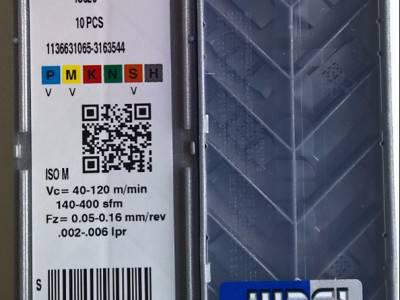 10 PCS
1136631065-3163544
P M K N S H
V V V
ISO M
Vc= 40-120 m/min
140-400 sfm
Fz= 0.05-0.16 mm/rev
.002-.006 Ipr
S